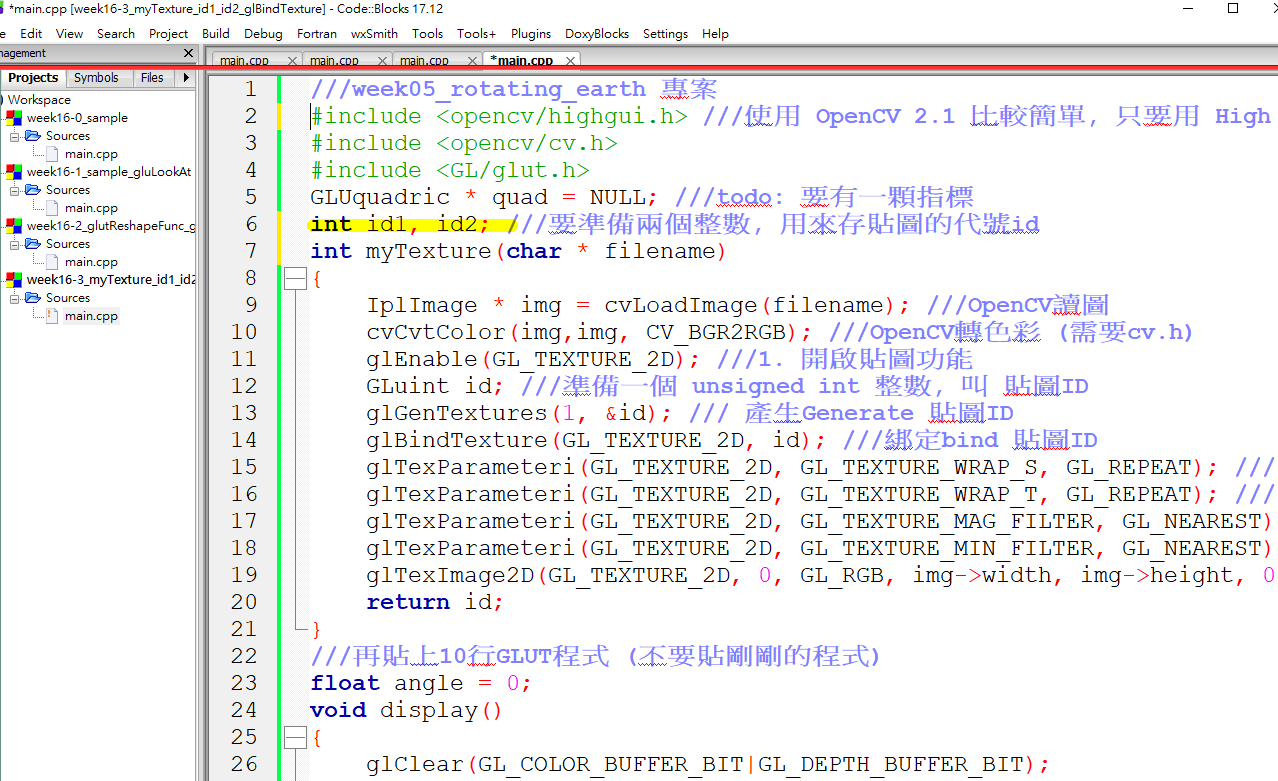 *main.cpp [week16-3_myTexture_id1_id2_glBindTexture] - Code::Blocks 17.12
e Edit View Search Project Build Debug Fortran wxSmith Tools Tools+ Plugins DoxyBlocks Settings Help
nagement
main.cpp main.cpp main.cpp *main.cpp
Projects Symbols Files
Workspace
week16-0_sample
Sources
main.cpp
week16-1_sample_gluLookAt
Sources
main.cpp
week16-2_glutReshapeFunc_g
Sources
main.cpp
week16-3_myTexture_id1_id2
Sources
main.cpp
1 ///week05_rotating_earth 專案
2 #include <opencv/highgui.h> ///使用 OpenCV 2.1 比較簡單, 只要用 High
3 #include <opencv/cv.h>
4 #include <GL/glut.h>
5 GLUquadric * quad = NULL; ///todo: 要有一顆指標
6 int id1, id2; ///要準備兩個整數, 用來存貼圖的代號id
7 int myTexture(char * filename)
8 {
9 IplImage * img = cvLoadImage(filename); ///OpenCV讀圖
10 cvCvtColor(img,img, CV_BGR2RGB); ///OpenCV轉色彩 (需要cv.h)
11 glEnable(GL_TEXTURE_2D); ///1. 開啟貼圖功能
12 GLuint id; ///準備一個 unsigned int 整數, 叫 貼圖ID
13 glGenTextures(1, &id); /// 產生Generate 貼圖ID
14 glBindTexture(GL_TEXTURE_2D, id); ///綁定bind 貼圖ID
15 glTexParameteri(GL_TEXTURE_2D, GL_TEXTURE_WRAP_S, GL_REPEAT); ///
16 glTexParameteri(GL_TEXTURE_2D, GL_TEXTURE_WRAP_T, GL_REPEAT); ///
17 glTexParameteri(GL_TEXTURE_2D, GL_TEXTURE_MAG_FILTER, GL_NEAREST)
18 glTexParameteri(GL_TEXTURE_2D, GL_TEXTURE_MIN_FILTER, GL_NEAREST)
19 glTexImage2D(GL_TEXTURE_2D, 0, GL_RGB, img->width, img->height, 0
20 return id;
21 }
22 ///再貼上10行GLUT程式 (不要貼剛剛的程式)
23 float angle = 0;
24 void display()
25 {
26 glClear(GL_COLOR_BUFFER_BIT|GL_DEPTH_BUFFER_BIT);